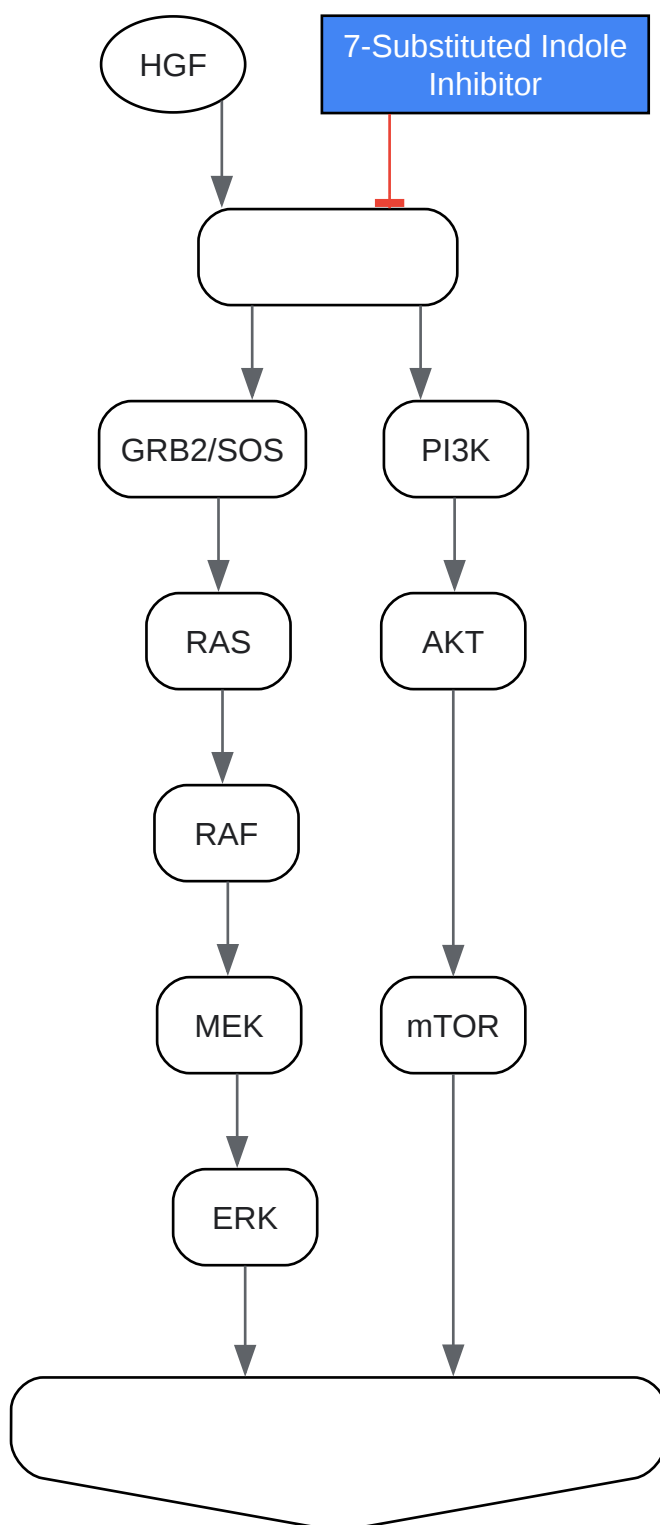 HGF
7-Substituted Indole
Inhibitor
GRB2/SOS
PI3K
RAS
AKT
RAF
MEK
mTOR
ERK